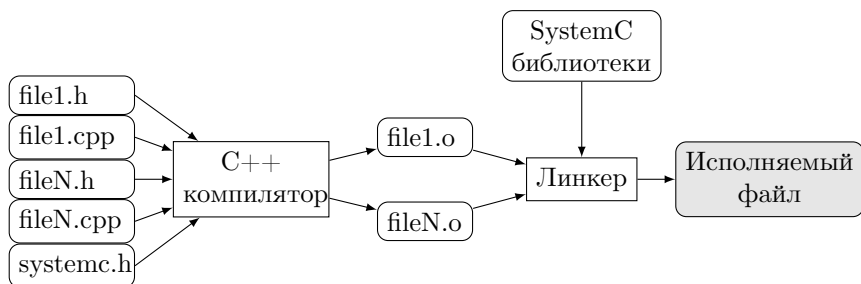 SystemC
библиотеки
file1.h
file1.cpp
fileN.h
fileN.cpp
systemc.h
C++
компилятор
file1.o
fileN.o
Линкер
Исполняемый
файл